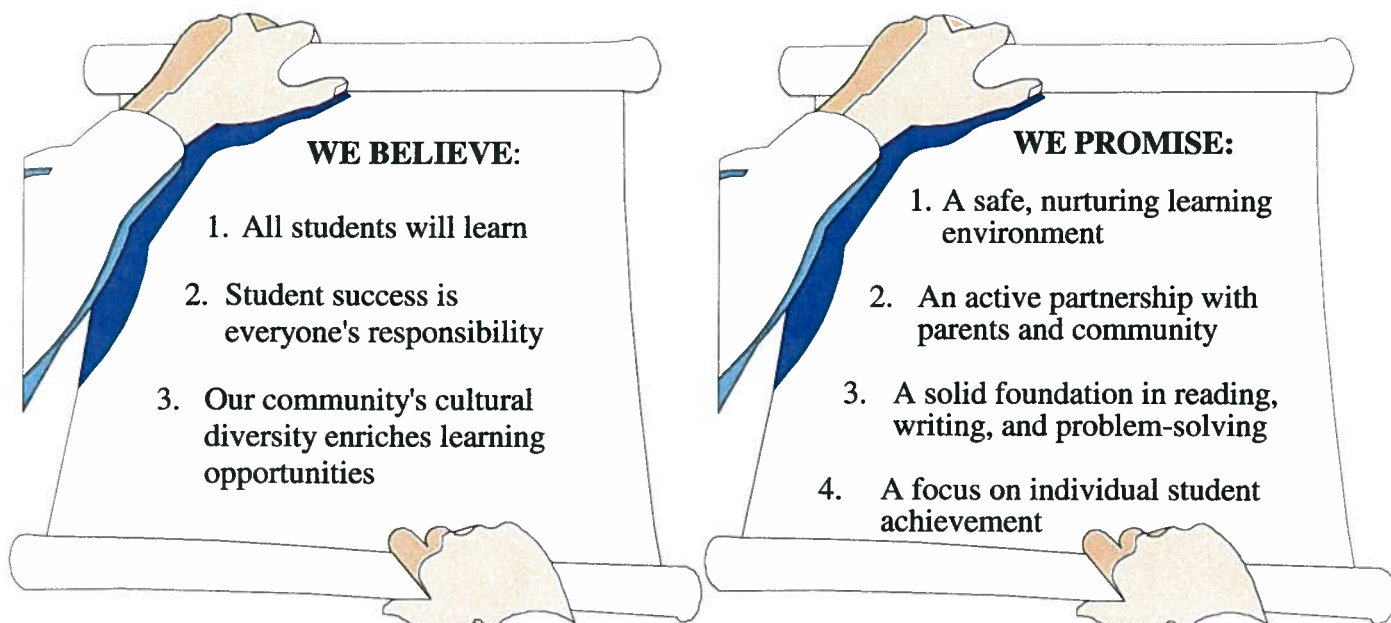 WE BELIEVE:
1. All students will learn
2. Student success is
everyone's responsibility
3. Our community's cultural
diversity enriches learning
opportunities
WE PROMISE:
1. A safe, nurturing learning
environment
2. An active partnership with
parents and community
3. A solid foundation in reading,
writing, and problem-solving
4. A focus on individual student
achievement